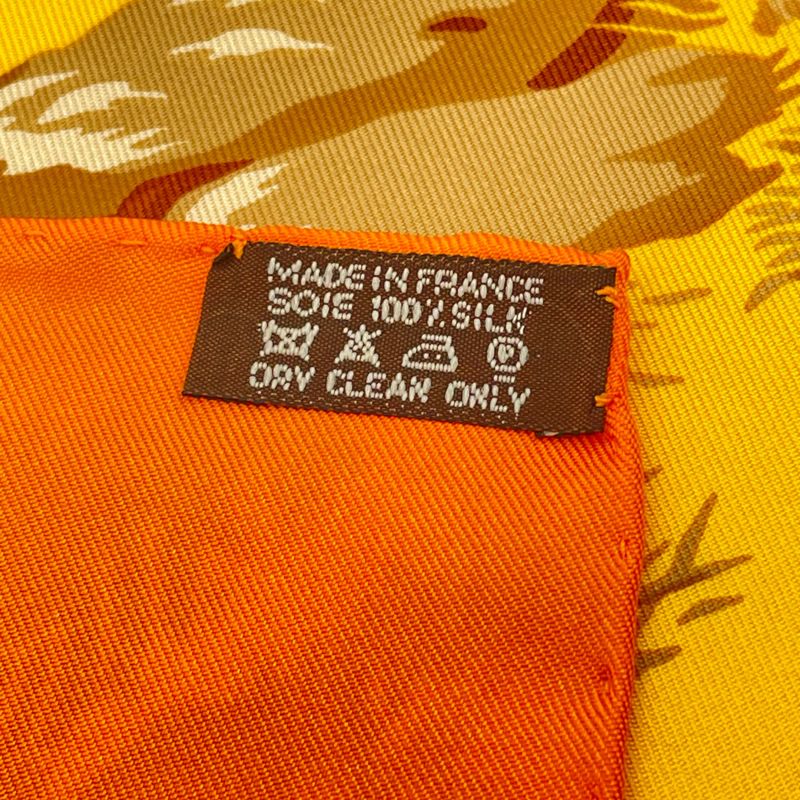 MADE IN FRANCE
SOIE 100% SILK
DRY CLEAN ONLY